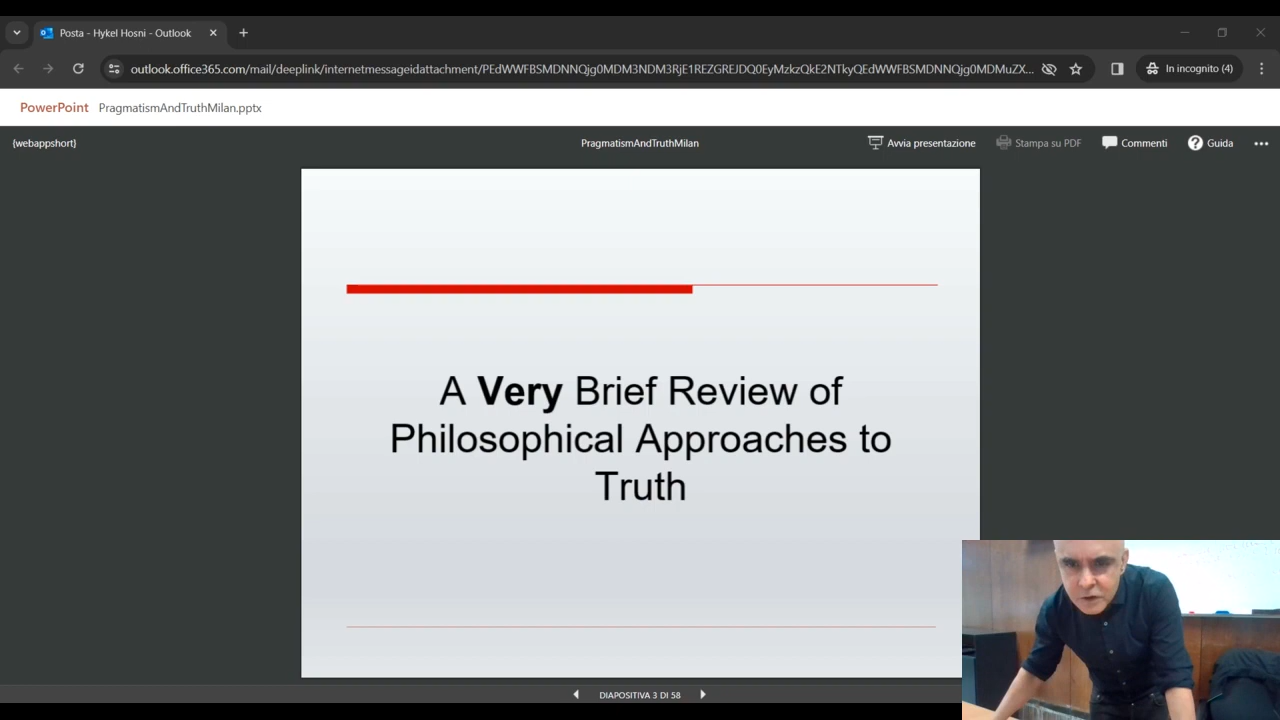 Posta - Hykel Hosni - Outlook
outlook.office365.com/mail/deeplink/internetmessageidattachment/PEdWWFBSMDNNQjg0MDM3NDM3RjE1REZGREJDQ0EyMzkzQkE2NTkyQEdWWFBSMDNNQjg0MDMuZX...
In incognito (4)
PowerPoint PragmatismAndTruthMilan.pptx
{webappshort} PragmatismAndTruthMilan Avvia presentazione Stampa su PDF Commenti Guida
A Very Brief Review of
Philosophical Approaches to
Truth
DIAPOSITIVA 3 DI 58